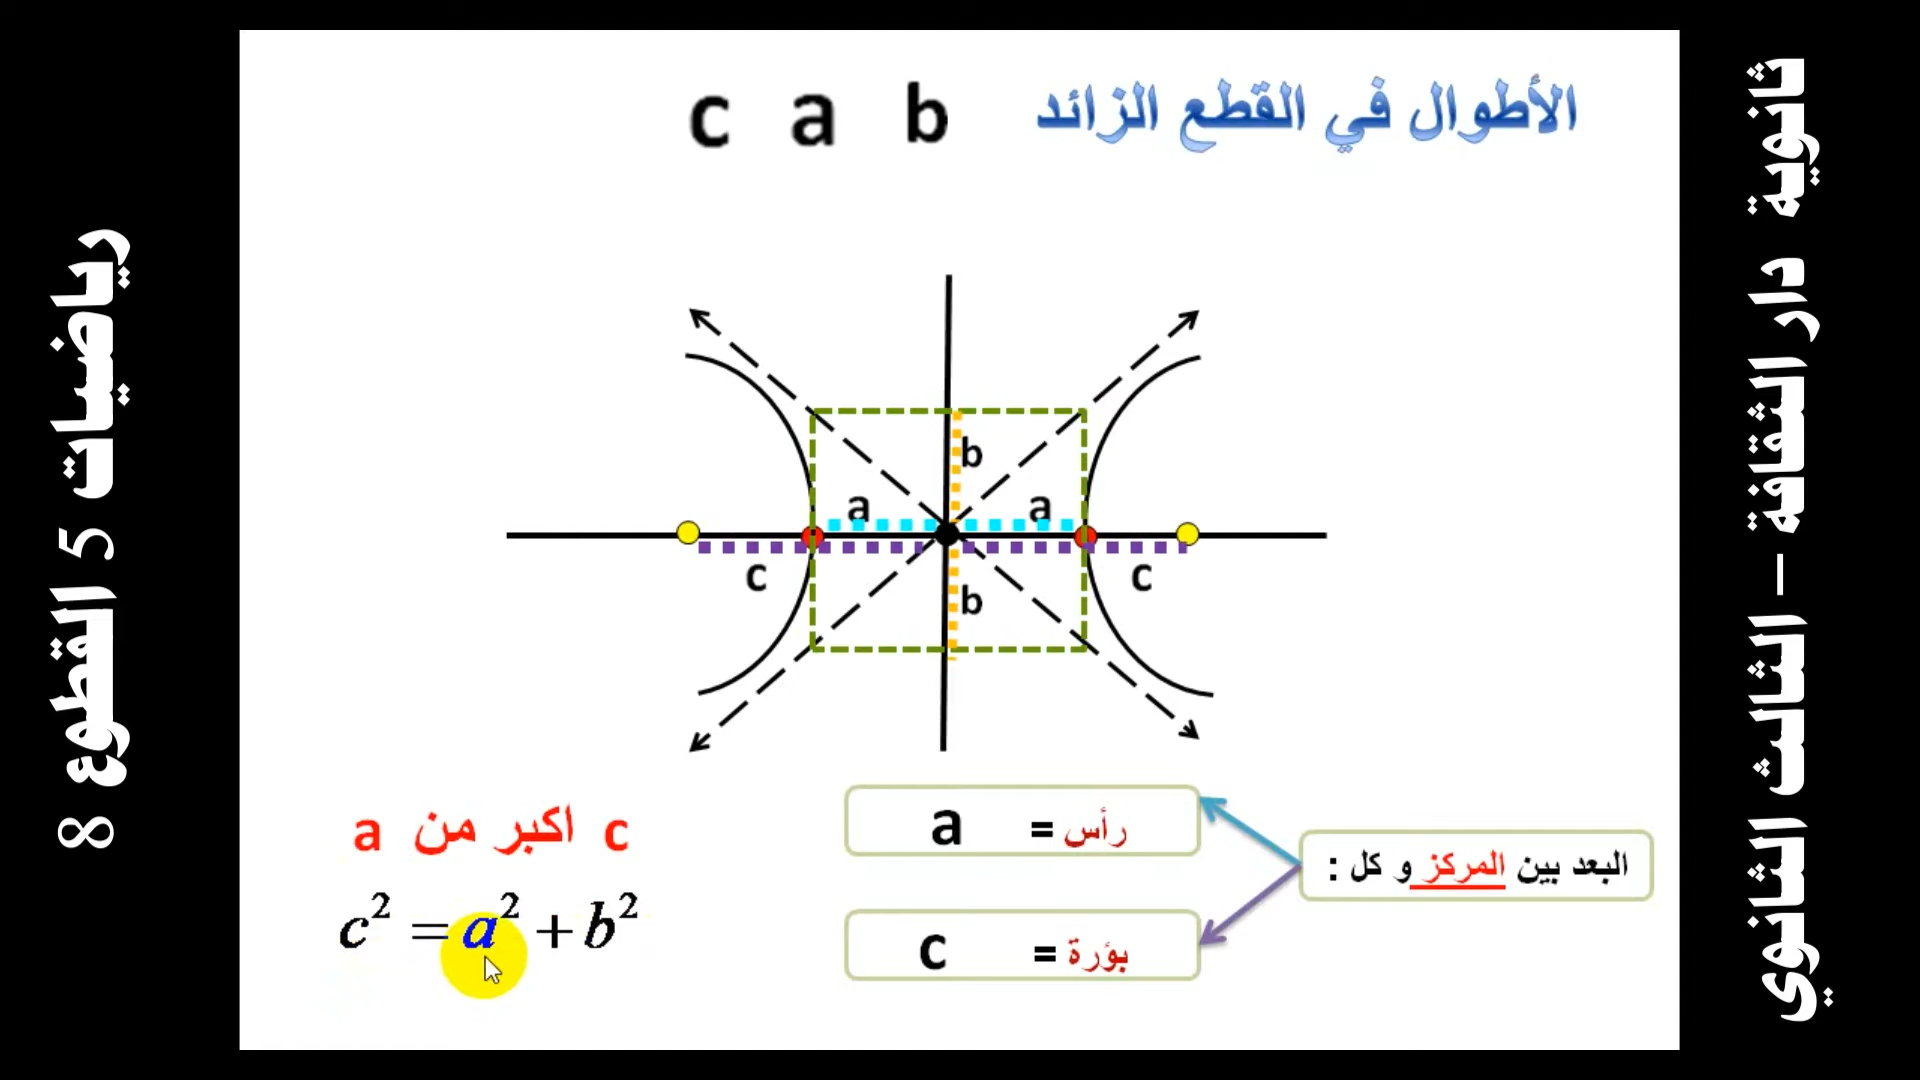 ثانوية دار الثقافة – الثالث الثانوي
رياضيات 5 القطوع 8
الأطوال في القطع الزائد
c a b
b
a a
c c
b
c اكبر من a
c² = a² + b²
البعد بين المركز و كل :
رأس = a
بؤرة = c